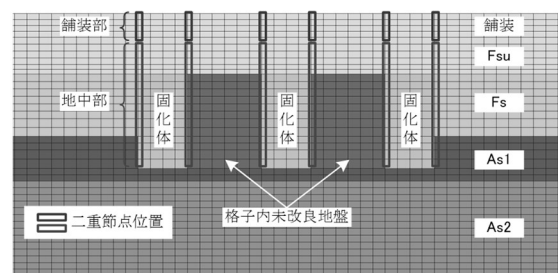 舗装部
舗装
Fsu
地中部
固化体
固化体
固化体
Fs
As1
格子内未改良地盤
二重節点位置
As2